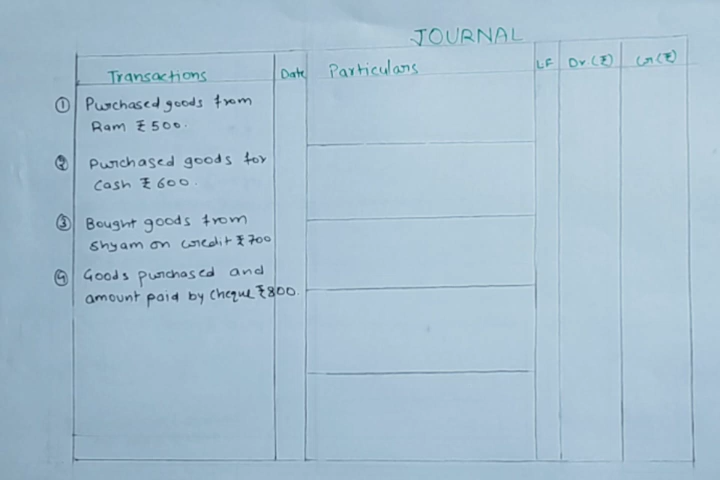 JOURNAL
Transactions Date Particulars LF Dr.(₹) Cr(₹)
① Purchased goods from
Ram ₹500.
② Purchased goods for
Cash ₹600.
③ Bought goods from
Shyam on credit ₹700
④ Goods purchased and
amount paid by Cheque ₹800.